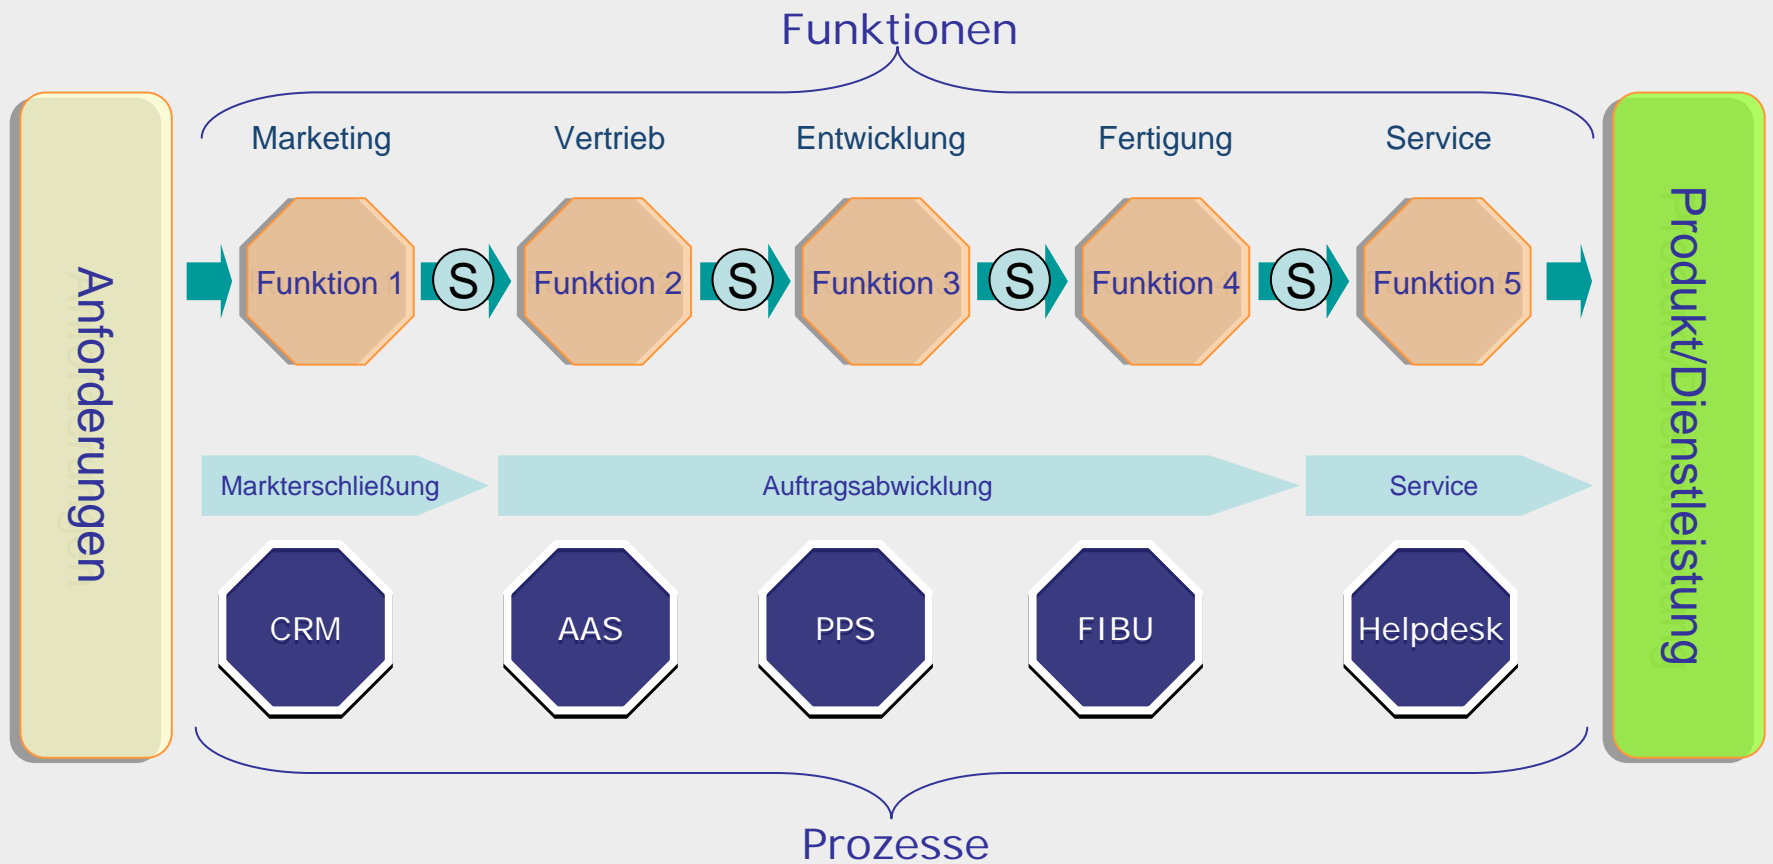 Funktionen
Marketing Vertrieb Entwicklung Fertigung Service
Anforderungen
Funktion 1 S Funktion 2 S Funktion 3 S Funktion 4 S Funktion 5
Produkt/Dienstleistung
Markterschließung Auftragsabwicklung Service
CRM AAS PPS FIBU Helpdesk
Prozesse